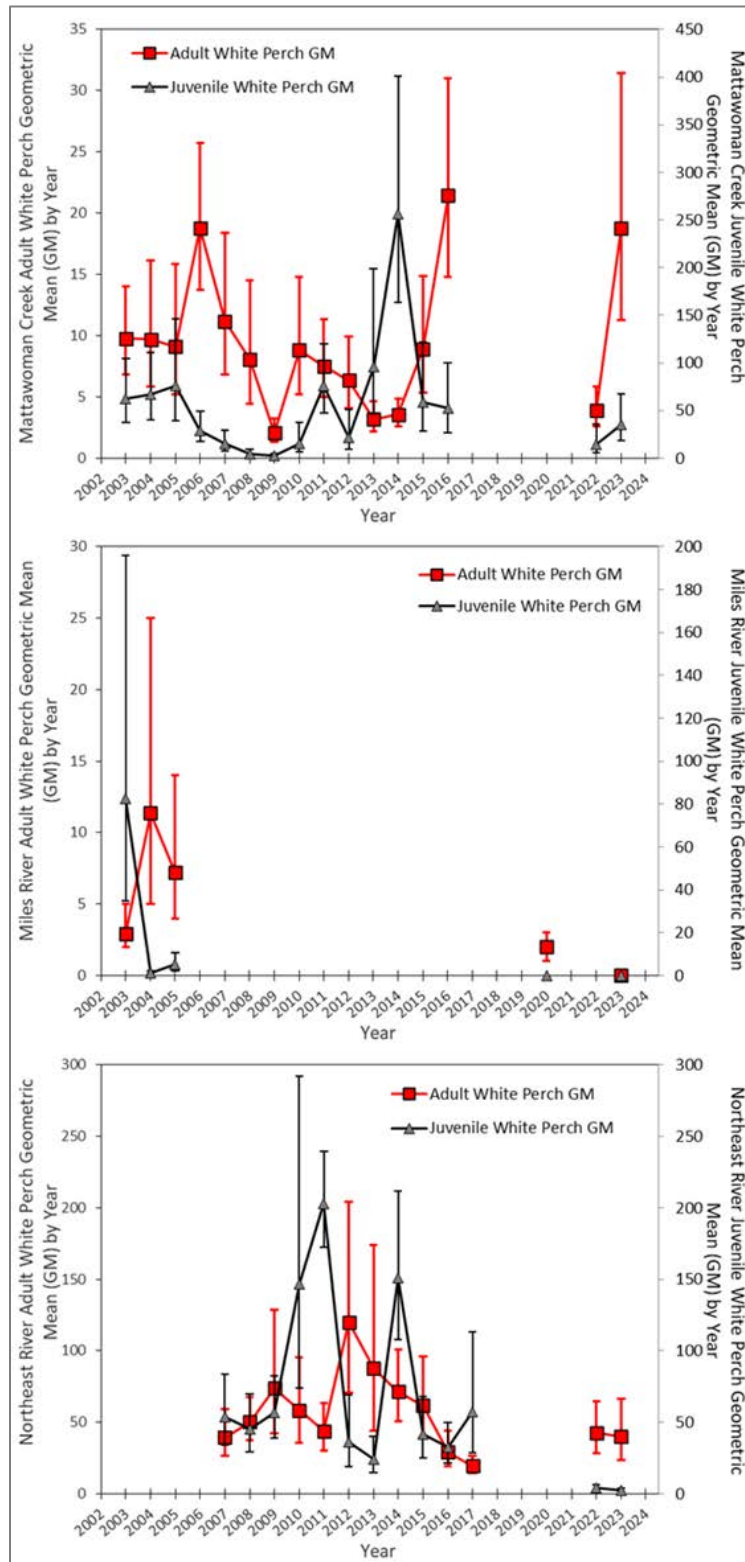 Mattawoman Creek Adult White Perch Geometric
Mean (GM) by Year
35
30
25
20
15
10
5
0
Adult White Perch GM
Juvenile White Perch GM
450
400
350
300
250
200
150
100
50
0
Mattawoman Creek Juvenile White Perch
Geometric Mean (GM) by Year
2002 2003 2004 2005 2006 2007 2008 2009 2010 2011 2012 2013 2014 2015 2016 2017 2018 2019 2020 2021 2022 2023 2024
Year
Miles River Adult White Perch Geometric Mean
(GM) by Year
30
25
20
15
10
5
0
Adult White Perch GM
Juvenile White Perch GM
200
180
160
140
120
100
80
60
40
20
0
Miles River Juvenile White Perch Geometric Mean
(GM) by Year
2002 2003 2004 2005 2006 2007 2008 2009 2010 2011 2012 2013 2014 2015 2016 2017 2018 2019 2020 2021 2022 2023 2024
Year
Northeast River Adult White Perch Geometric
Mean (GM) by Year
300
250
200
150
100
50
0
Adult White Perch GM
Juvenile White Perch GM
300
250
200
150
100
50
0
Northeast River Juvenile White Perch Geometric
Mean (GM) by Year
2002 2003 2004 2005 2006 2007 2008 2009 2010 2011 2012 2013 2014 2015 2016 2017 2018 2019 2020 2021 2022 2023 2024
Year